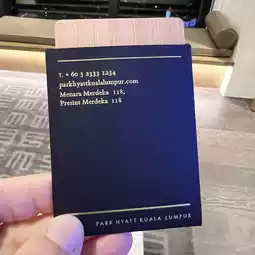 T. +60 3 2333 1234
parkhyattkualalumpur.com
Menara Merdeka 118,
Presint Merdeka 118
PARK HYATT KUALA LUMPUR